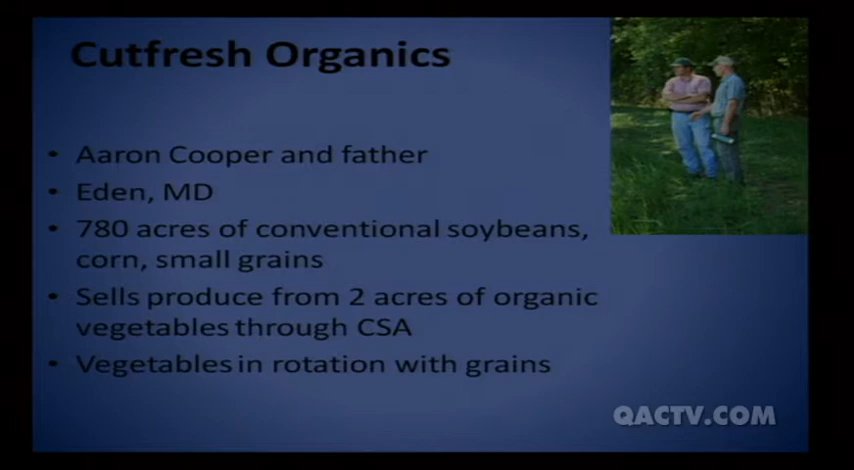 Cutfresh Organics
• Aaron Cooper and father
• Eden, MD
• 780 acres of conventional soybeans,
corn, small grains
• Sells produce from 2 acres of organic
vegetables through CSA
• Vegetables in rotation with grains
QACTV.COM